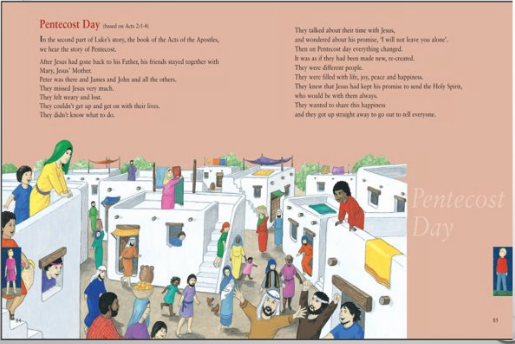 Pentecost Day (based on Acts 2:1-4)
In the second part of Luke's story, the book of the Acts of the Apostles,
we hear the story of Pentecost.
After Jesus had gone back to his Father, his friends stayed together with
Mary, Jesus' Mother.
Peter was there and James and John and all the others.
They missed Jesus very much.
They felt weary and lost.
They couldn't get up and get on with their lives.
They didn't know what to do.
They talked about their time with Jesus,
and wondered about his promise, 'I will not leave you alone'.
Then on Pentecost day everything changed.
It was as if they had been made new, re-created.
They were different people.
They were filled with life, joy, peace and happiness.
They knew that Jesus had kept his promise to send the Holy Spirit,
who would be with them always.
They wanted to share this happiness
and they got up straight away to go out to tell everyone.
Pentecost
Day